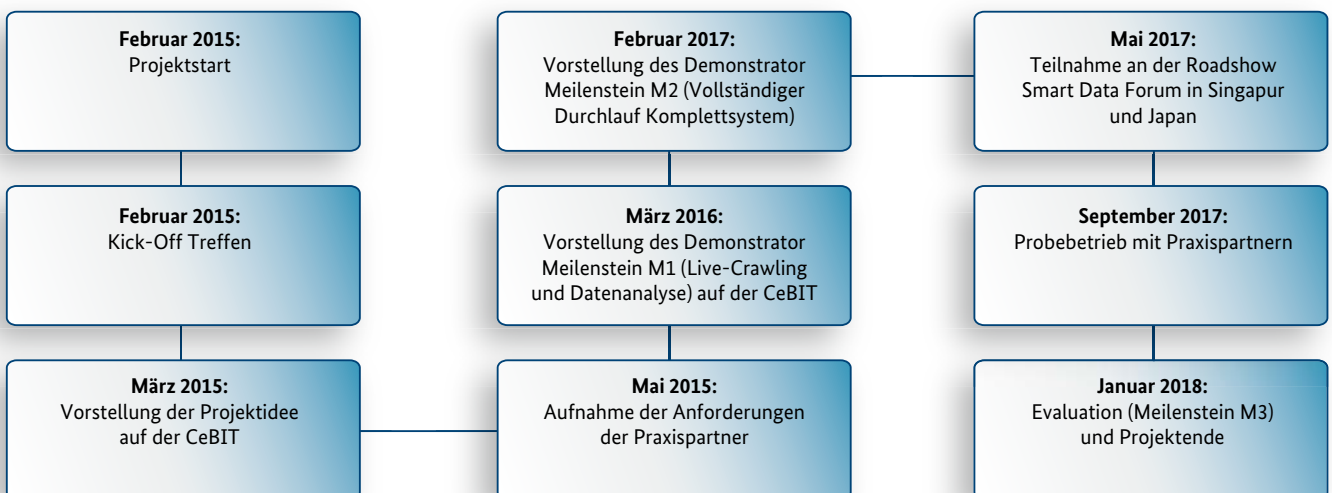 Februar 2015:
Projektstart
Februar 2015:
Kick-Off Treffen
März 2015:
Vorstellung der Projektidee
auf der CeBIT
Mai 2015:
Aufnahme der Anforderungen
der Praxispartner
März 2016:
Vorstellung des Demonstrator
Meilenstein M1 (Live-Crawling
und Datenanalyse) auf der CeBIT
Februar 2017:
Vorstellung des Demonstrator
Meilenstein M2 (Vollständiger
Durchlauf Komplettsystem)
Mai 2017:
Teilnahme an der Roadshow
Smart Data Forum in Singapur
und Japan
September 2017:
Probebetrieb mit Praxispartnern
Januar 2018:
Evaluation (Meilenstein M3)
und Projektende